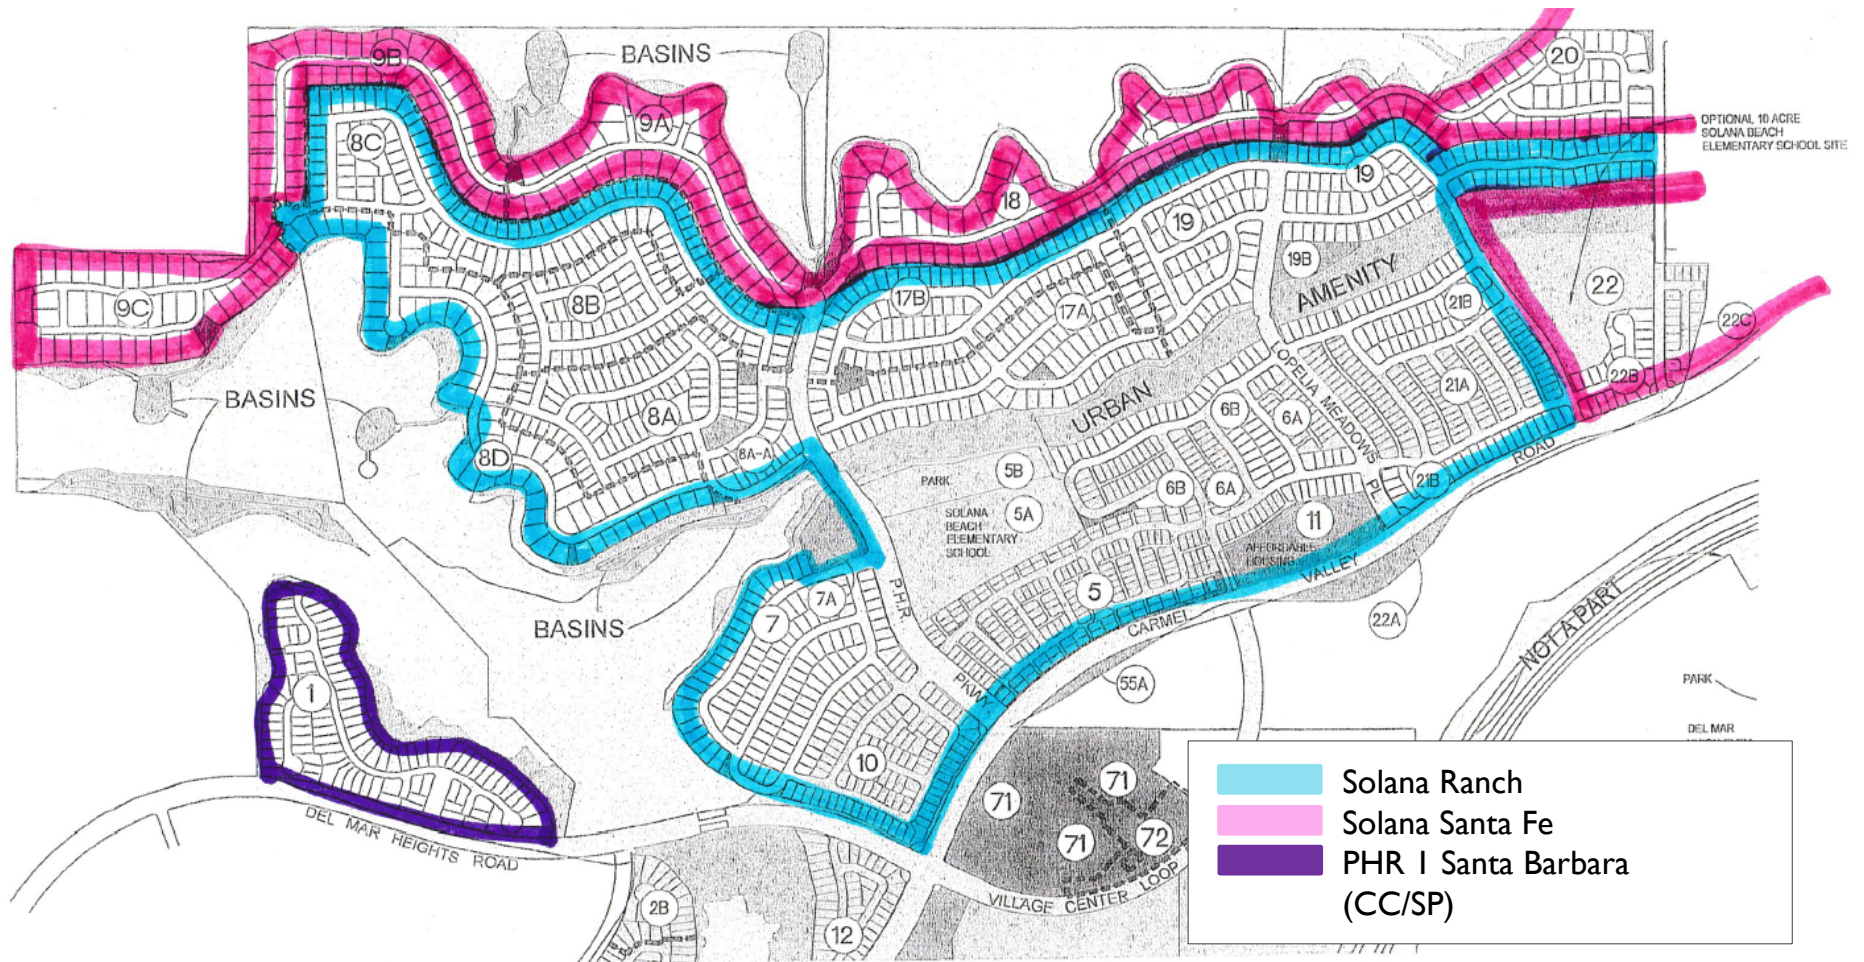 BASINS
9B
20
9A
OPTIONAL 10 ACRE
SOLANA BEACH
ELEMENTARY SCHOOL SITE
8C
19
18
19
19B
AMENITY
22
9C
8B
17B
17A
21B
22C
OPELIA MEADOWS PL
22B
BASINS
URBAN
21A
8A
6B
6A
8D
8A-A
ROAD
5B
PARK
21B
6B
6A
SOLANA
BEACH
ELEMENTARY
SCHOOL
5A
11
AFFORDABLE
HOUSING
VALLEY
P.H.R
PKWY.
7A
5
CARMEL
22A
NOT A PART
7
BASINS
1
55A
PARK
DEL MAR
10
71
71
71
72
DEL MAR HEIGHTS ROAD
VILLAGE CENTER LOOP
2B
12
Solana Ranch
Solana Santa Fe
PHR 1 Santa Barbara
(CC/SP)